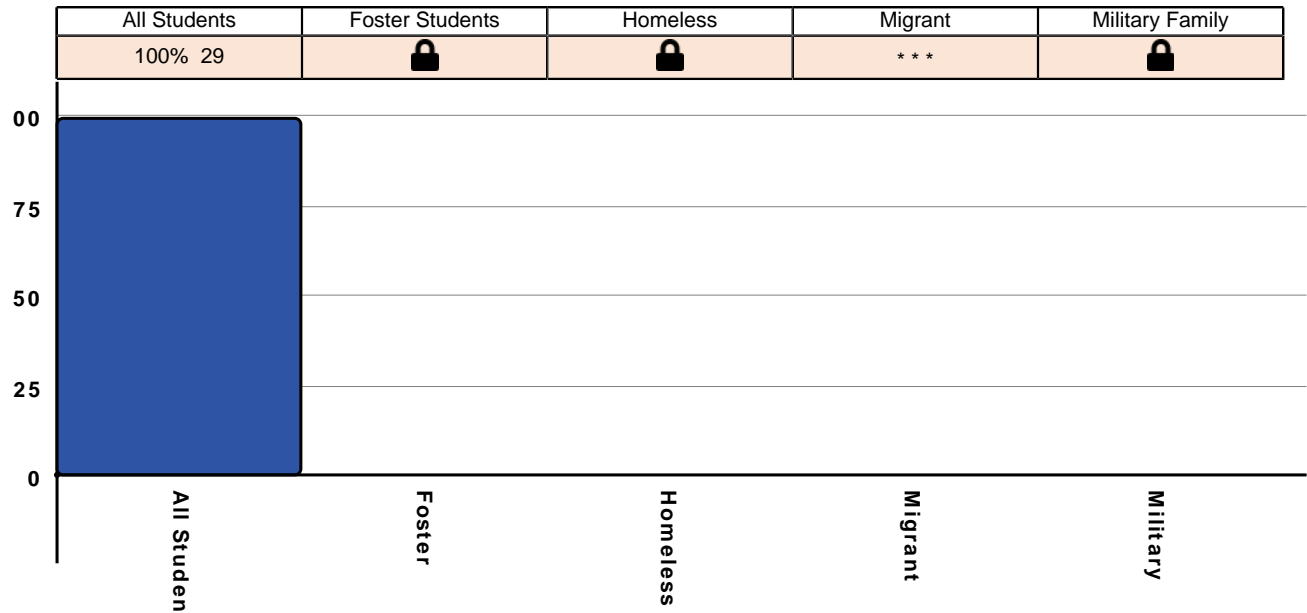 All Students Foster Students Homeless Migrant Military Family
100% 29 * * *
00
75
50
25
0
All Studen
Foster
Homeless
Migrant
Military